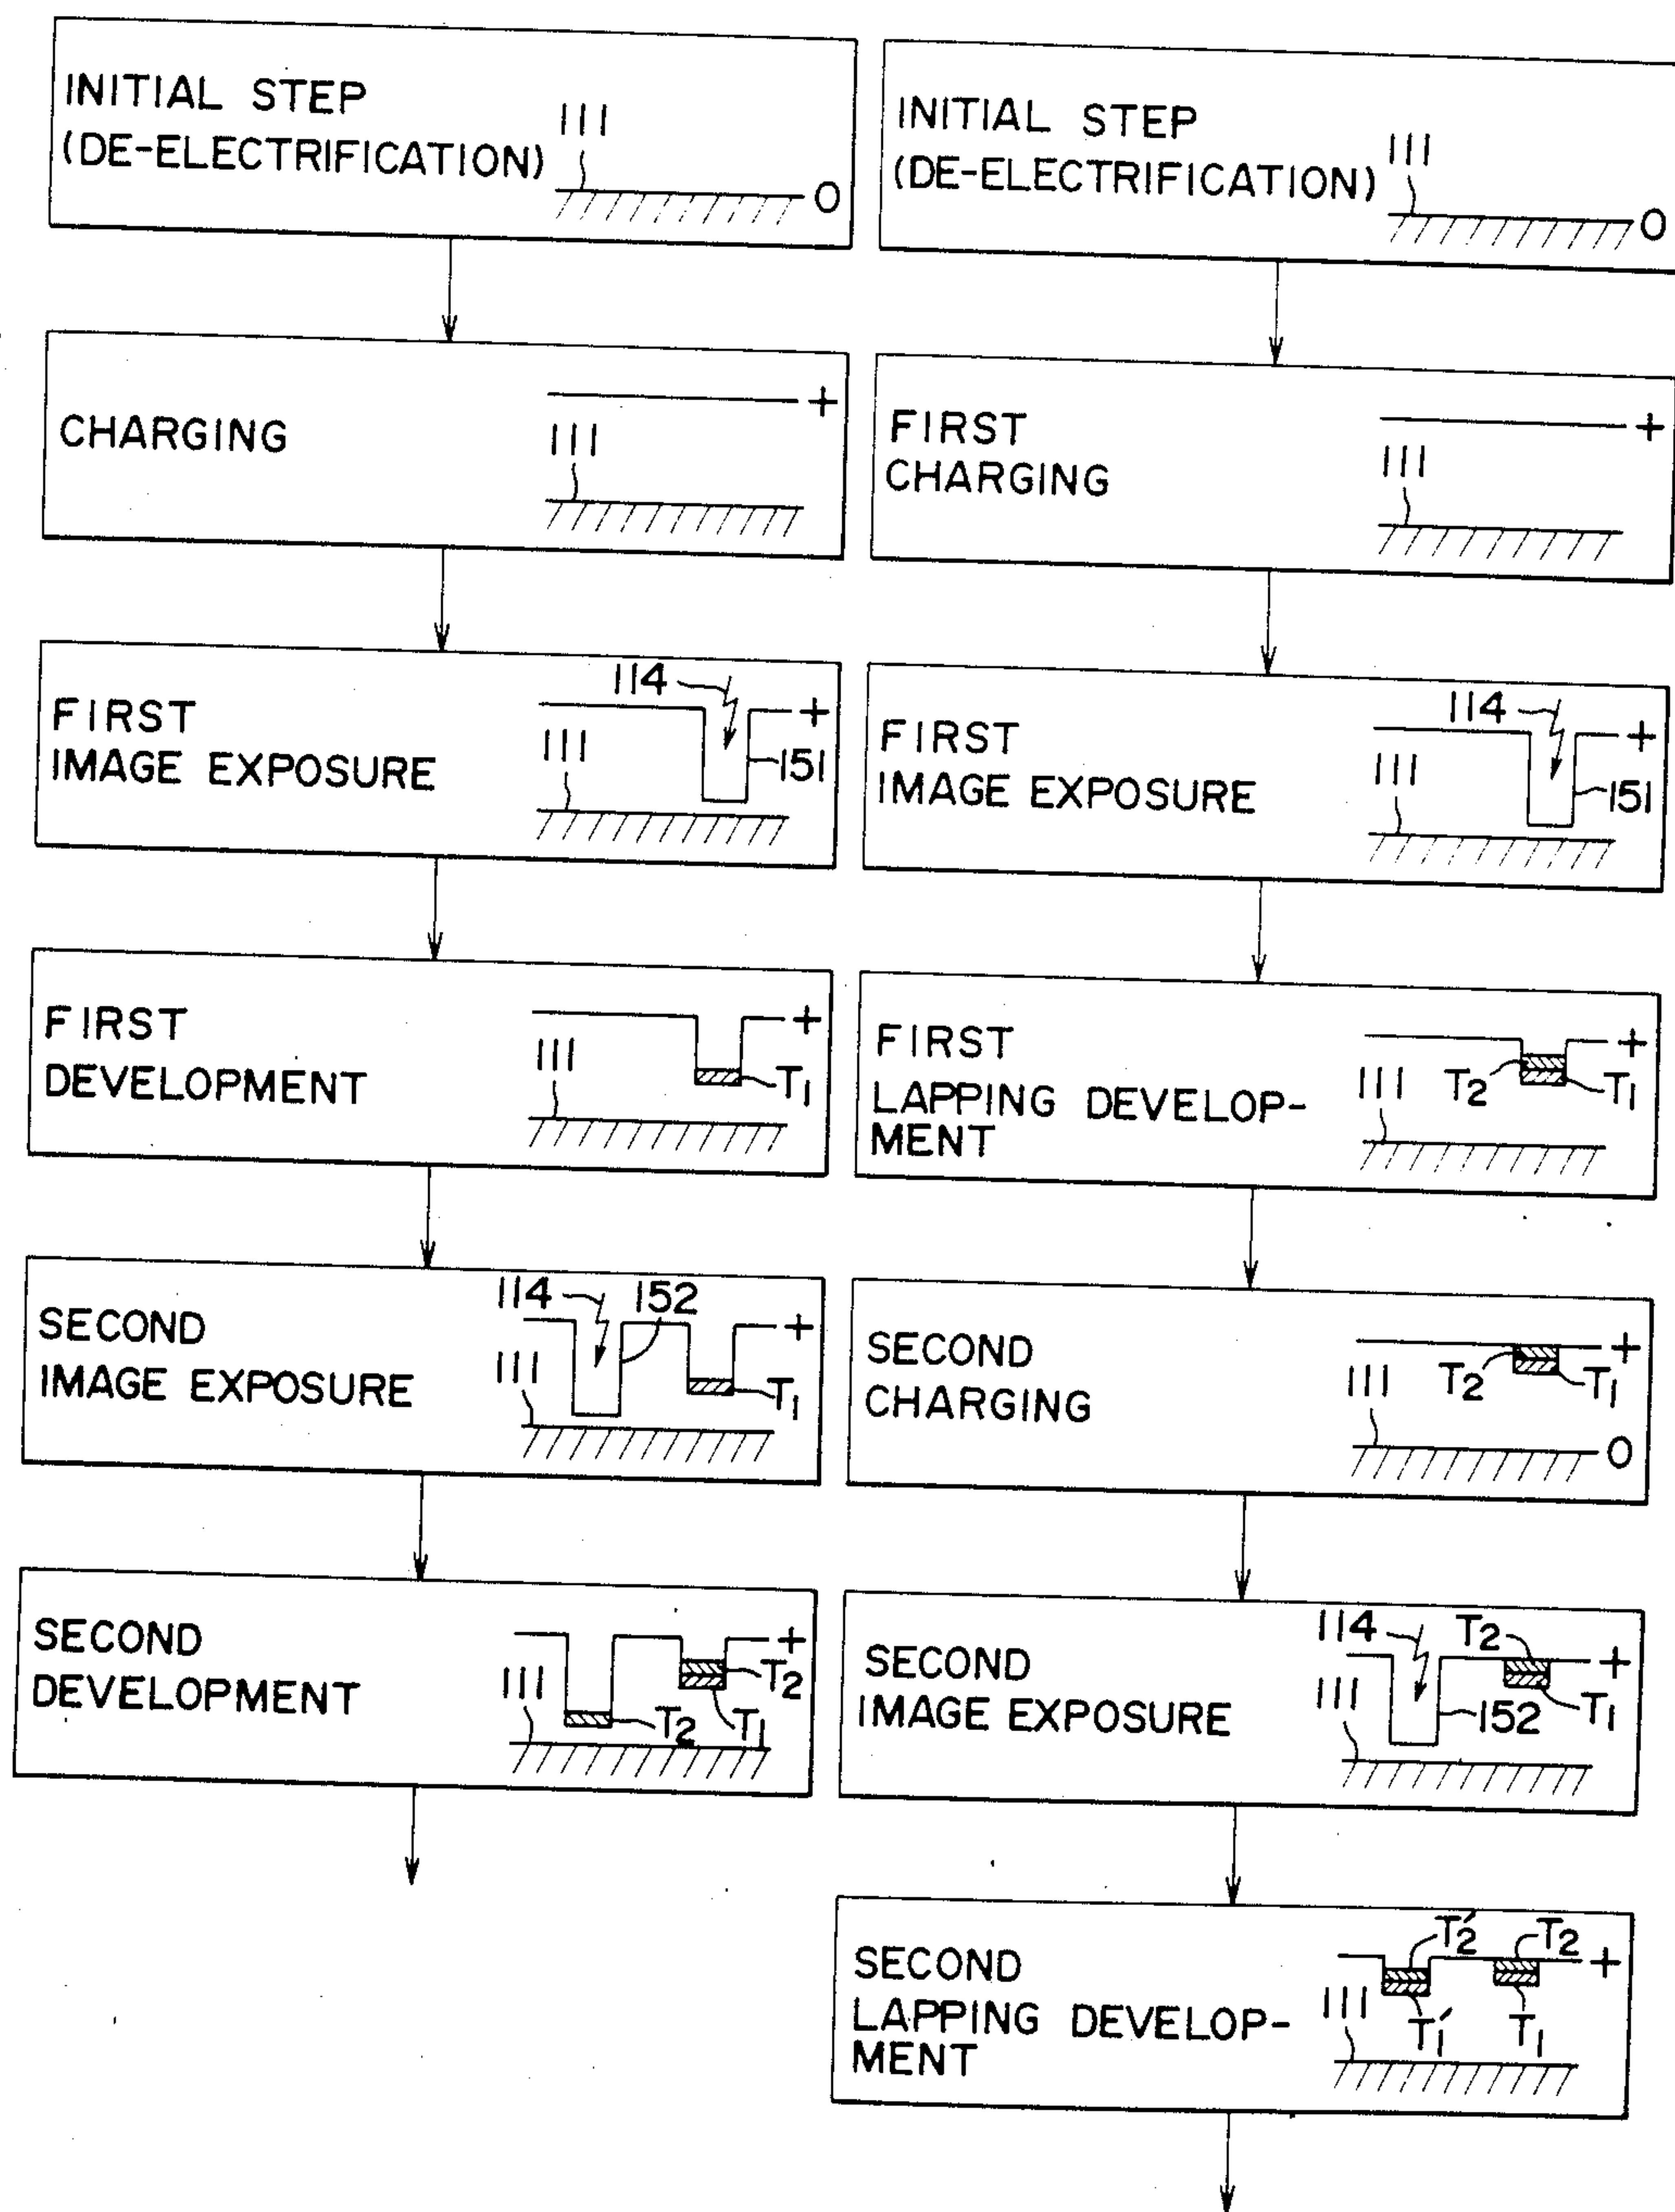 INITIAL STEP
(DE-ELECTRIFICATION)
111
0
CHARGING
+
111
FIRST
IMAGE EXPOSURE
114
+
111
151
FIRST
DEVELOPMENT
+
111
T1
SECOND
IMAGE EXPOSURE
114
152
+
111
T1
SECOND
DEVELOPMENT
+
111
T2
T2
T1
INITIAL STEP
(DE-ELECTRIFICATION)
111
0
FIRST
CHARGING
+
111
FIRST
IMAGE EXPOSURE
114
+
111
151
FIRST
LAPPING DEVELOP-
MENT
+
111
T2
T1
SECOND
CHARGING
+
111
T2
T1
0
SECOND
IMAGE EXPOSURE
114
T2
+
111
152
T1
SECOND
LAPPING DEVELOP-
MENT
T2′
T2
+
111
T1′
T1